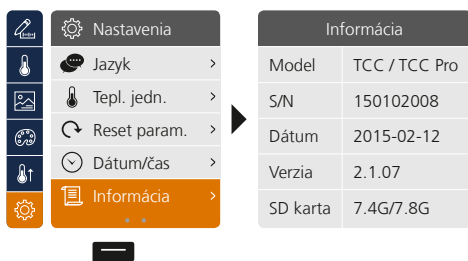 Nastavenia
Jazyk
Tepl. jedn.
Reset param.
Dátum/čas
Informácia
Informácia
Model TCC / TCC Pro
S/N 150102008
Dátum 2015-02-12
Verzia 2.1.07
SD karta 7.4G/7.8G